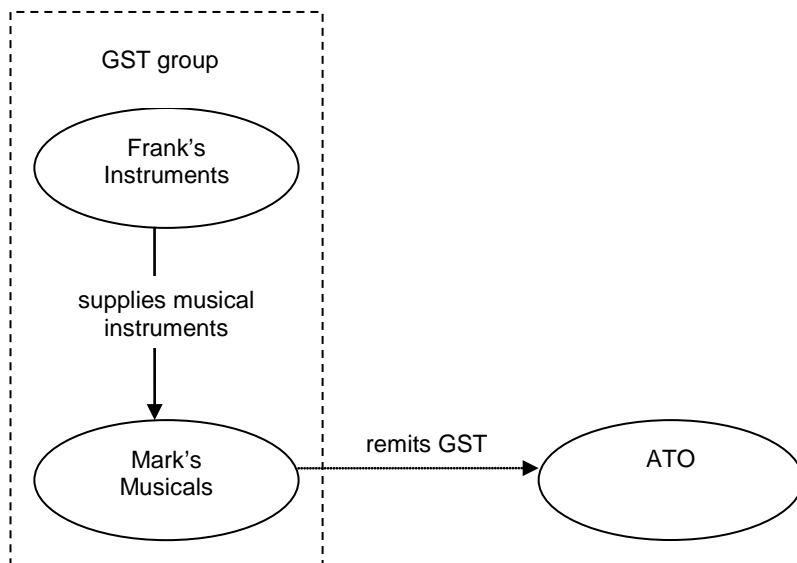 GST group
Frank's
Instruments
supplies musical
instruments
Mark's
Musicals
remits GST
ATO